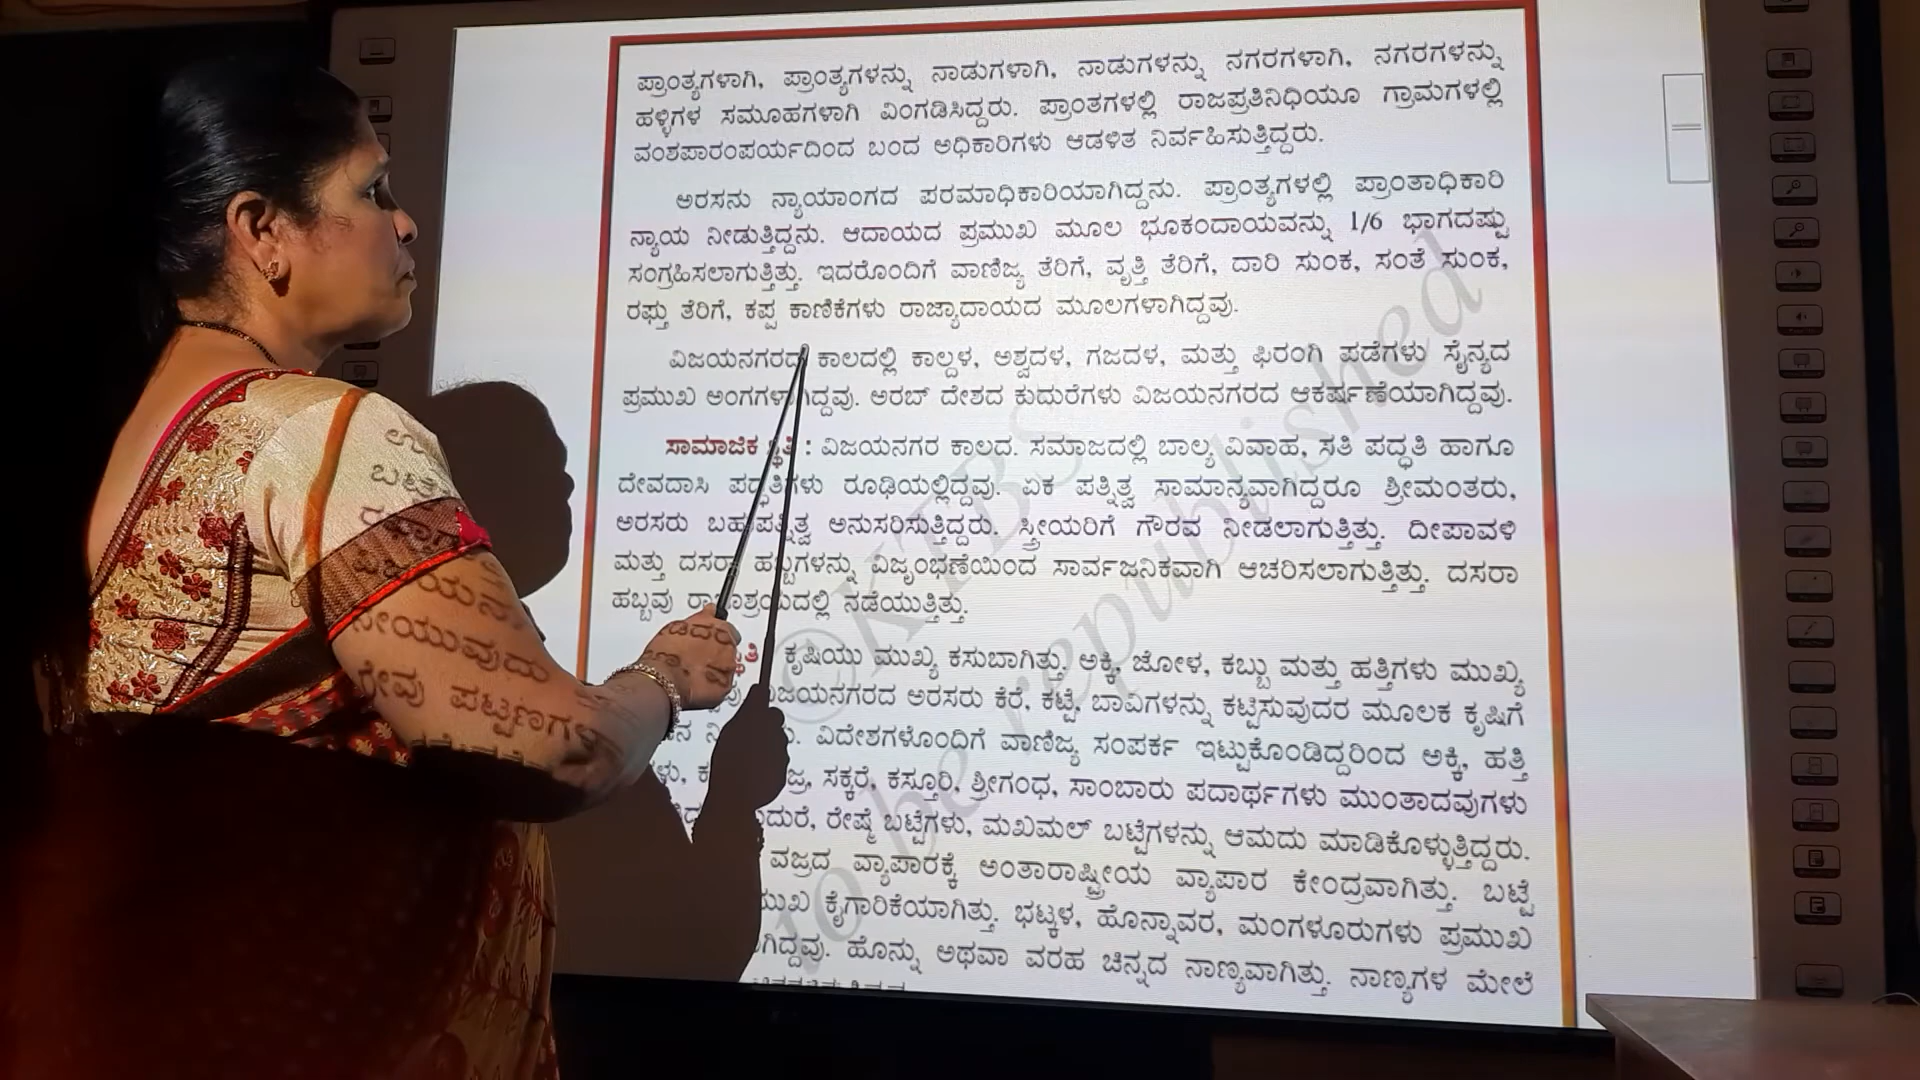 ಪ್ರಾಂತ್ಯಗಳಾಗಿ, ಪ್ರಾಂತ್ಯಗಳನ್ನು ನಾಡುಗಳಾಗಿ, ನಾಡುಗಳನ್ನು ನಗರಗಳಾಗಿ, ನಗರಗಳನ್ನು
ಹಳ್ಳಿಗಳ ಸಮೂಹಗಳಾಗಿ ವಿಂಗಡಿಸಿದ್ದರು. ಪ್ರಾಂತಗಳಲ್ಲಿ ರಾಜಪ್ರತಿನಿಧಿಯೂ ಗ್ರಾಮಗಳಲ್ಲಿ
ವಂಶಪಾರಂಪರ್ಯದಿಂದ ಬಂದ ಅಧಿಕಾರಿಗಳು ಆಡಳಿತ ನಿರ್ವಹಿಸುತ್ತಿದ್ದರು.
ಅರಸನು ನ್ಯಾಯಾಂಗದ ಪರಮಾಧಿಕಾರಿಯಾಗಿದ್ದನು. ಪ್ರಾಂತ್ಯಗಳಲ್ಲಿ ಪ್ರಾಂತಾಧಿಕಾರಿ
ನ್ಯಾಯ ನೀಡುತ್ತಿದ್ದನು. ಆದಾಯದ ಪ್ರಮುಖ ಮೂಲ ಭೂಕಂದಾಯವನ್ನು 1/6 ಭಾಗದಷ್ಟು
ಸಂಗ್ರಹಿಸಲಾಗುತ್ತಿತ್ತು. ಇದರೊಂದಿಗೆ ವಾಣಿಜ್ಯ ತೆರಿಗೆ, ವೃತ್ತಿ ತೆರಿಗೆ, ದಾರಿ ಸುಂಕ, ಸಂತೆ ಸುಂಕ,
ರಫ್ತು ತೆರಿಗೆ, ಕಪ್ಪ ಕಾಣಿಕೆಗಳು ರಾಜ್ಯಾದಾಯದ ಮೂಲಗಳಾಗಿದ್ದವು.
ವಿಜಯನಗರದ ಕಾಲದಲ್ಲಿ ಕಾಲ್ದಳ, ಅಶ್ವದಳ, ಗಜದಳ, ಮತ್ತು ಫಿರಂಗಿ ಪಡೆಗಳು ಸೈನ್ಯದ
ಪ್ರಮುಖ ಅಂಗಗಳಾಗಿದ್ದವು. ಅರಬ್ ದೇಶದ ಕುದುರೆಗಳು ವಿಜಯನಗರದ ಆಕರ್ಷಣೆಯಾಗಿದ್ದವು.
ಸಾಮಾಜಿಕ ಸ್ಥಿತಿ : ವಿಜಯನಗರ ಕಾಲದ. ಸಮಾಜದಲ್ಲಿ ಬಾಲ್ಯ ವಿವಾಹ, ಸತಿ ಪದ್ಧತಿ ಹಾಗೂ
ದೇವದಾಸಿ ಪದ್ಧತಿಗಳು ರೂಢಿಯಲ್ಲಿದ್ದವು. ಏಕ ಪತ್ನಿತ್ವ ಸಾಮಾನ್ಯವಾಗಿದ್ದರೂ ಶ್ರೀಮಂತರು,
ಅರಸರು ಬಹುಪತ್ನಿತ್ವ ಅನುಸರಿಸುತ್ತಿದ್ದರು. ಸ್ತ್ರೀಯರಿಗೆ ಗೌರವ ನೀಡಲಾಗುತ್ತಿತ್ತು. ದೀಪಾವಳಿ
ಮತ್ತು ದಸರಾ ಹಬ್ಬಗಳನ್ನು ವಿಜೃಂಭಣೆಯಿಂದ ಸಾರ್ವಜನಿಕವಾಗಿ ಆಚರಿಸಲಾಗುತ್ತಿತ್ತು. ದಸರಾ
ಹಬ್ಬವು ರಾಜಾಶ್ರಯದಲ್ಲಿ ನಡೆಯುತ್ತಿತ್ತು.
ಕೃಷಿಯು ಮುಖ್ಯ ಕಸುಬಾಗಿತ್ತು. ಅಕ್ಕಿ, ಜೋಳ, ಕಬ್ಬು ಮತ್ತು ಹತ್ತಿಗಳು ಮುಖ್ಯ
ವಿಜಯನಗರದ ಅರಸರು ಕೆರೆ, ಕಟ್ಟೆ, ಬಾವಿಗಳನ್ನು ಕಟ್ಟಿಸುವುದರ ಮೂಲಕ ಕೃಷಿಗೆ
ವಿದೇಶಗಳೊಂದಿಗೆ ವಾಣಿಜ್ಯ ಸಂಪರ್ಕ ಇಟ್ಟುಕೊಂಡಿದ್ದರಿಂದ ಅಕ್ಕಿ, ಹತ್ತಿ
ಸಕ್ಕರೆ, ಕಸ್ತೂರಿ, ಶ್ರೀಗಂಧ, ಸಾಂಬಾರು ಪದಾರ್ಥಗಳು ಮುಂತಾದವುಗಳು
ರೇಷ್ಮೆ ಬಟ್ಟೆಗಳು, ಮಖಮಲ್ ಬಟ್ಟೆಗಳನ್ನು ಆಮದು ಮಾಡಿಕೊಳ್ಳುತ್ತಿದ್ದರು.
ವಜ್ರದ ವ್ಯಾಪಾರಕ್ಕೆ ಅಂತಾರಾಷ್ಟ್ರೀಯ ವ್ಯಾಪಾರ ಕೇಂದ್ರವಾಗಿತ್ತು. ಬಟ್ಟೆ
ಕೈಗಾರಿಕೆಯಾಗಿತ್ತು. ಭಟ್ಕಳ, ಹೊನ್ನಾವರ, ಮಂಗಳೂರುಗಳು ಪ್ರಮುಖ
ಹೊನ್ನು ಅಥವಾ ವರಹ ಚಿನ್ನದ ನಾಣ್ಯವಾಗಿತ್ತು. ನಾಣ್ಯಗಳ ಮೇಲೆ
©KTBS
to be republished